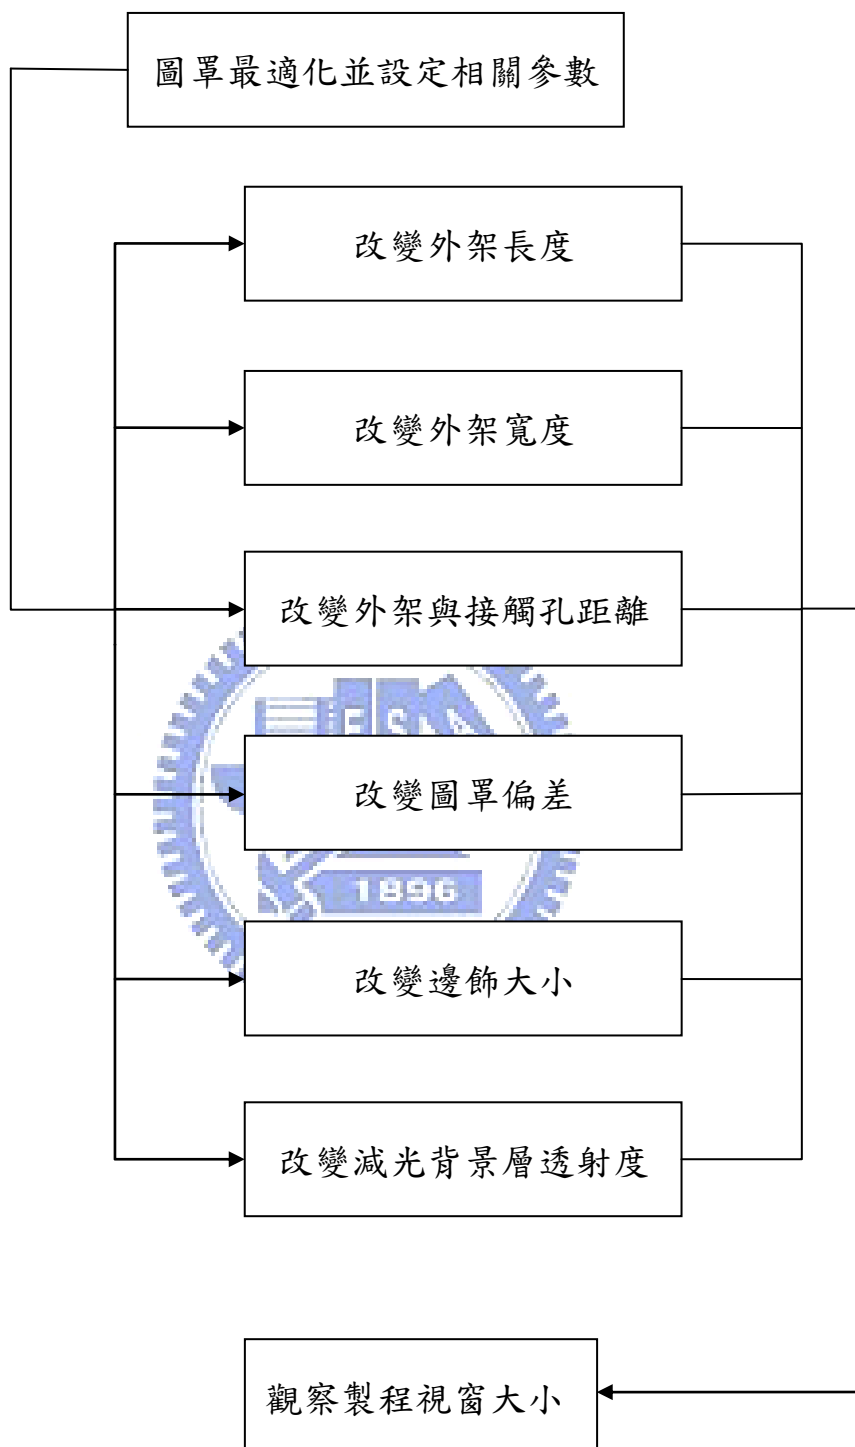 圖罩最適化並設定相關參數
改變外架長度
改變外架寬度
改變外架與接觸孔距離
ESA
改變圖罩偏差
1896
改變邊飾大小
改變減光背景層透射度
觀察製程視窗大小